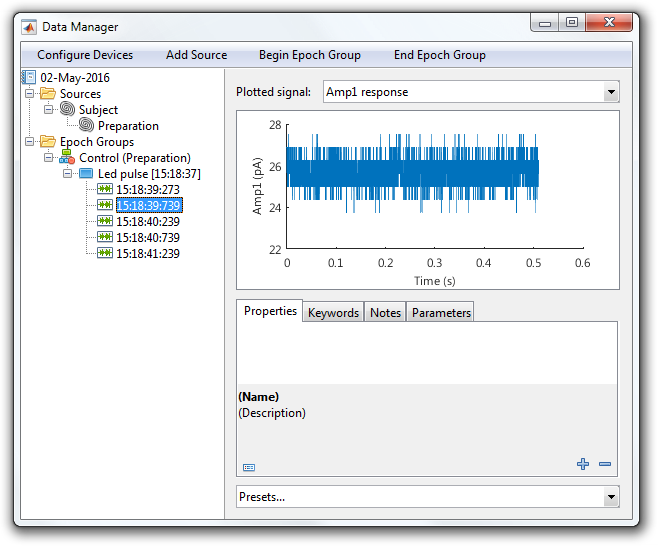 Data Manager
Configure Devices Add Source Begin Epoch Group End Epoch Group
02-May-2016
Sources
Subject
Preparation
Epoch Groups
Control (Preparation)
Led pulse [15:18:37]
15:18:39:273
15:18:39:739
15:18:40:239
15:18:40:739
15:18:41:239
Plotted signal: Amp1 response
28
26
24
22
Amp1 (pA)
0 0.1 0.2 0.3 0.4 0.5 0.6
Time (s)
Properties Keywords Notes Parameters
(Name)
(Description)
Presets...